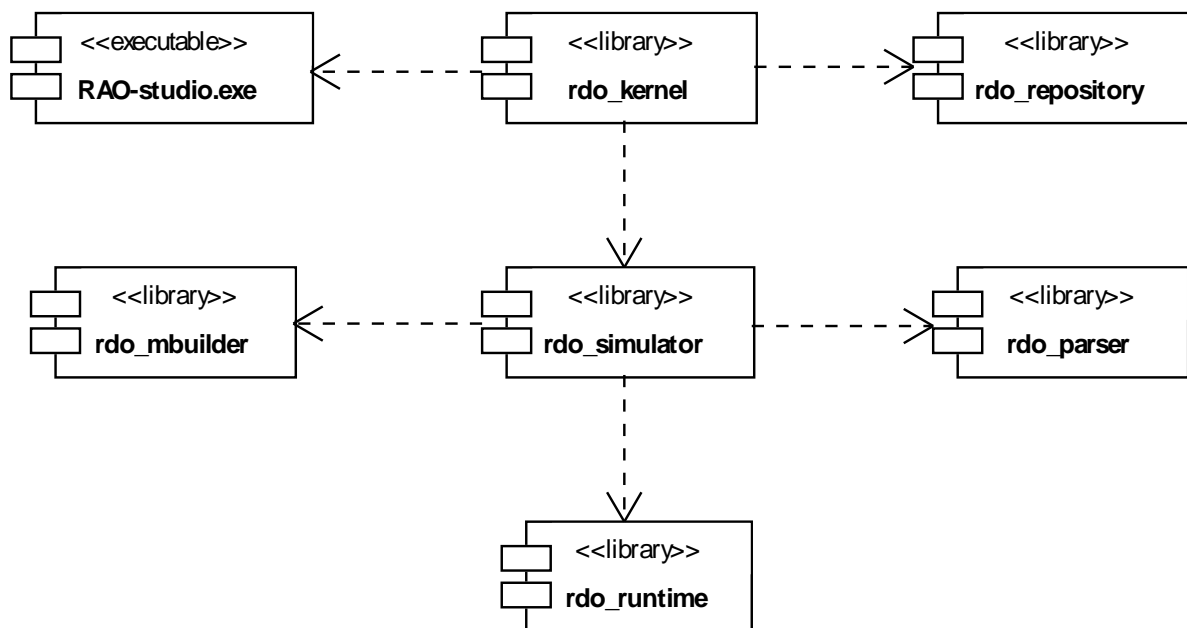 <<executable>>
RAO-studio.exe
<<library>>
rdo_kernel
<<library>>
rdo_repository
<<library>>
rdo_mbuilder
<<library>>
rdo_simulator
<<library>>
rdo_parser
<<library>>
rdo_runtime